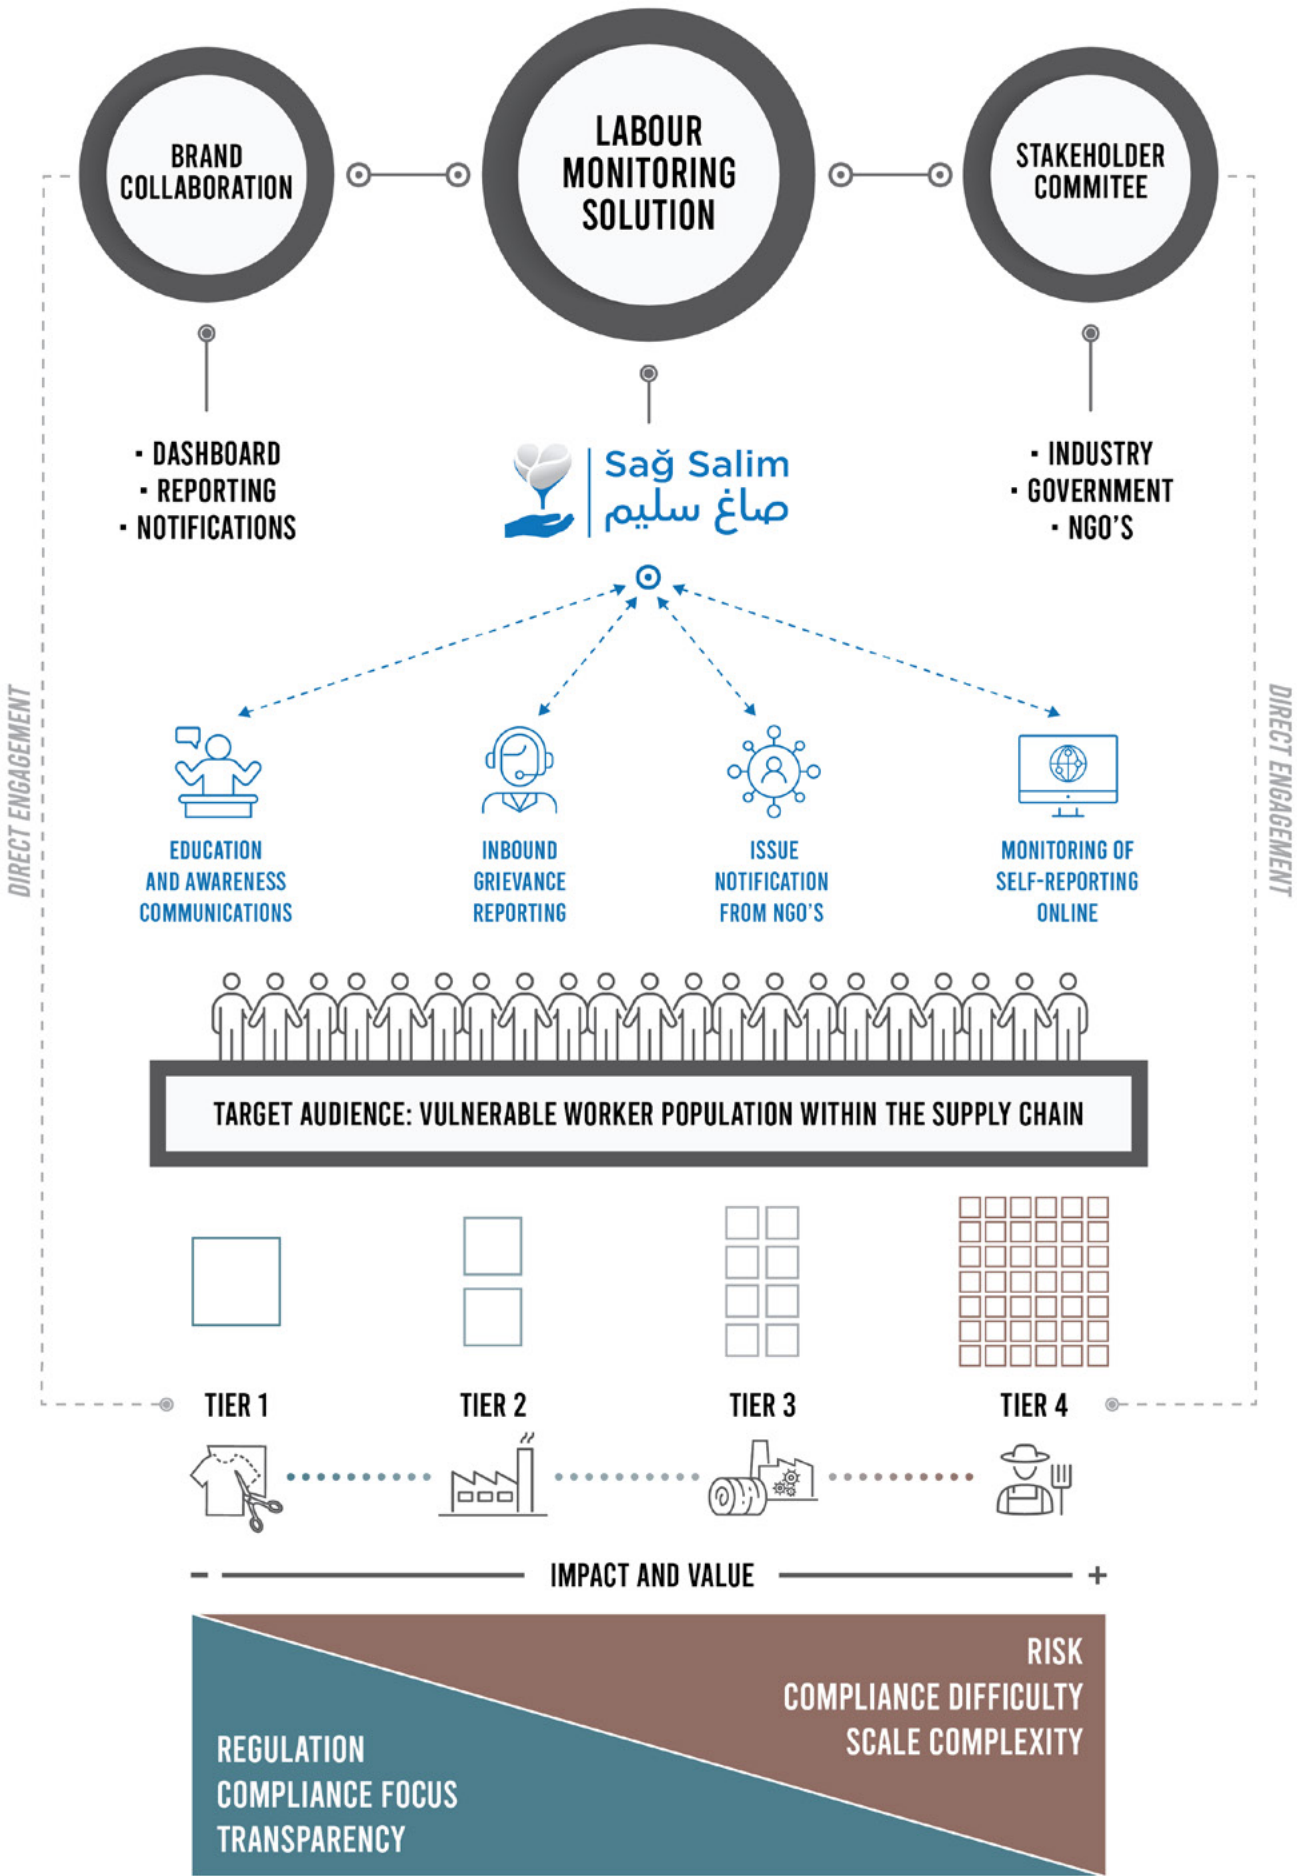 BRAND
COLLABORATION
LABOUR
MONITORING
SOLUTION
STAKEHOLDER
COMMITEE
▪ DASHBOARD
▪ REPORTING
▪ NOTIFICATIONS
Sağ Salim
صاغ سليم
▪ INDUSTRY
▪ GOVERNMENT
▪ NGO'S
DIRECT ENGAGEMENT
DIRECT ENGAGEMENT
EDUCATION
AND AWARENESS
COMMUNICATIONS
INBOUND
GRIEVANCE
REPORTING
ISSUE
NOTIFICATION
FROM NGO'S
MONITORING OF
SELF-REPORTING
ONLINE
TARGET AUDIENCE: VULNERABLE WORKER POPULATION WITHIN THE SUPPLY CHAIN
TIER 1
TIER 2
TIER 3
TIER 4
- IMPACT AND VALUE +
RISK
COMPLIANCE DIFFICULTY
SCALE COMPLEXITY
REGULATION
COMPLIANCE FOCUS
TRANSPARENCY